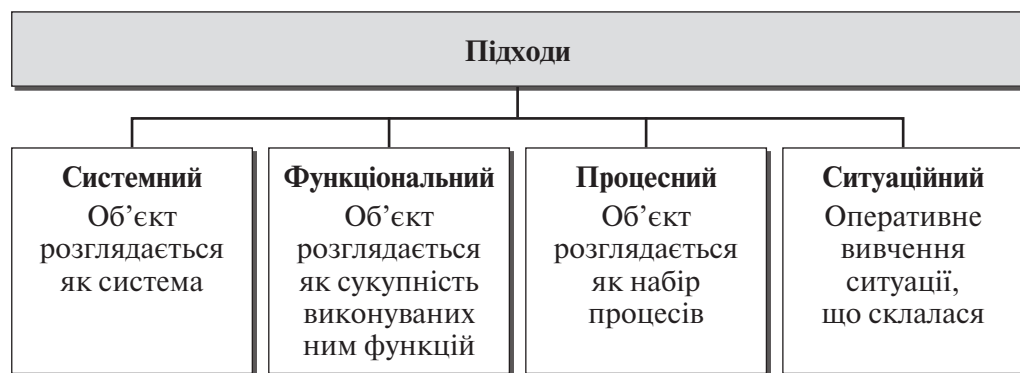 Підходи
Системний
Об’єкт
розглядається
як система
Функціональний
Об’єкт
розглядається
як сукупність
виконуваних
ним функцій
Процесний
Об’єкт
розглядається
як набір
процесів
Ситуаційний
Оперативне
вивчення
ситуації,
що склалася